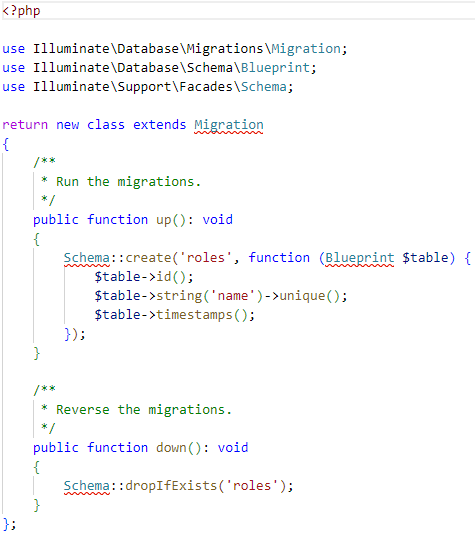 <?php
use Illuminate\Database\Migrations\Migration;
use Illuminate\Database\Schema\Blueprint;
use Illuminate\Support\Facades\Schema;
return new class extends Migration
{
    /**
     * Run the migrations.
     */
    public function up(): void
    {
        Schema::create('roles', function (Blueprint $table) {
            $table->id();
            $table->string('name')->unique();
            $table->timestamps();
        });
    }
    /**
     * Reverse the migrations.
     */
    public function down(): void
    {
        Schema::dropIfExists('roles');
    }
};